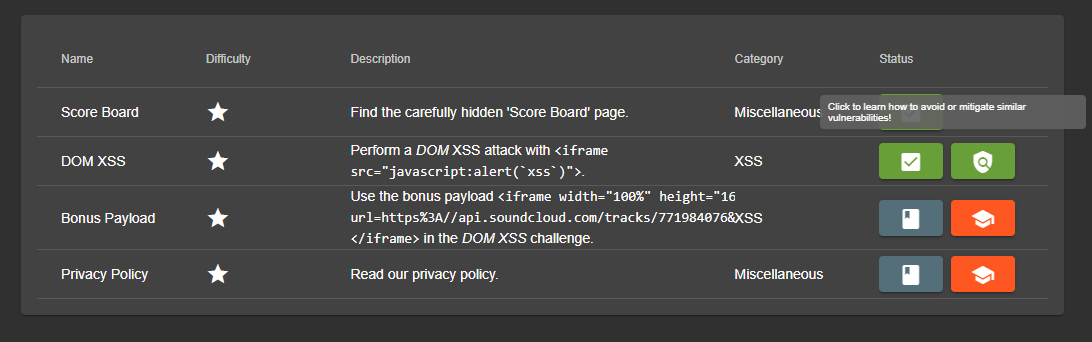 Name Difficulty Description Category Status
Score Board Find the carefully hidden 'Score Board' page. Miscellaneous
Click to learn how to avoid or mitigate similar
vulnerabilities!
DOM XSS Perform a DOM XSS attack with <iframe
src="javascript:alert(`xss`)">. XSS
Bonus Payload Use the bonus payload <iframe width="100%" height="16
url=https%3A//api.soundcloud.com/tracks/771984076& XSS
</iframe> in the DOM XSS challenge.
Privacy Policy Read our privacy policy. Miscellaneous